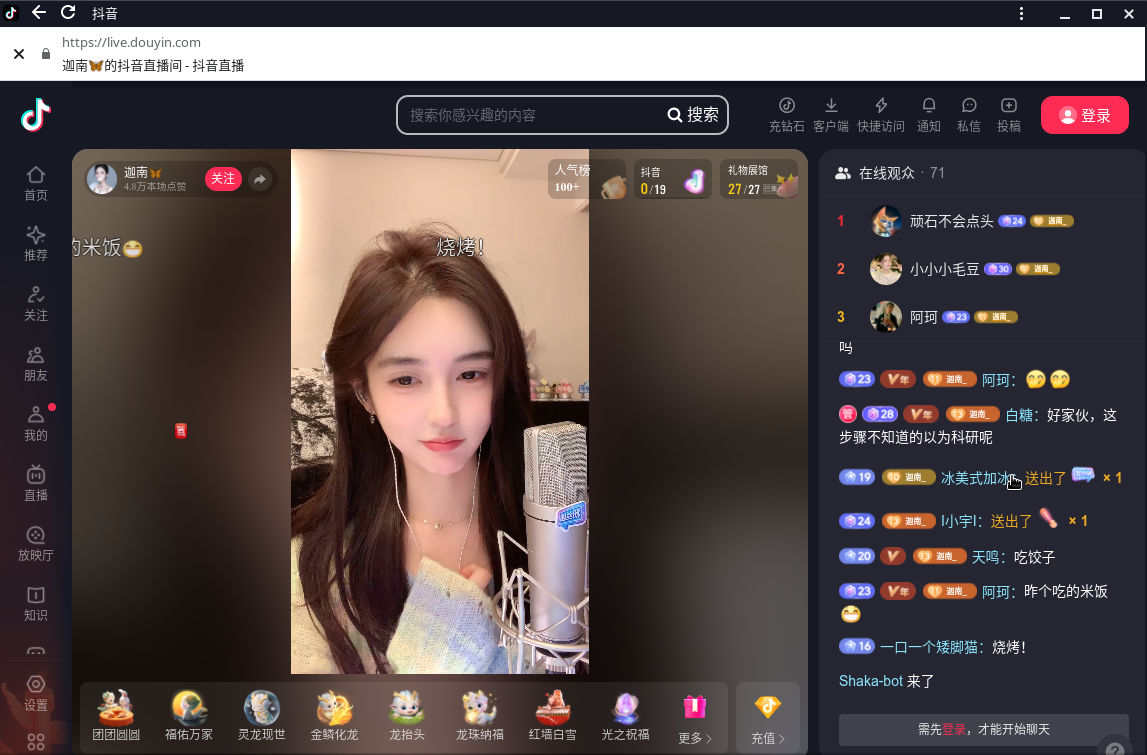 抖音
https://live.douyin.com
迦南🦋的抖音直播间 - 抖音直播
搜索你感兴趣的内容
搜索
充钻石
客户端
快捷访问
通知
私信
投稿
登录
首页
推荐
关注
朋友
我的
直播
放映厅
知识
设置
迦南🦋
4.8万本场点赞
关注
人气榜
100+
抖音
0/19
礼物展馆
27/27
的米饭😁
烧烤!
在线观众 · 71
1 顽石不会点头 24 迦南_
2 小小小毛豆 30 迦南_
3 阿珂 23 迦南_
吗
23 V年 11 迦南_ 阿珂: 🤭🤭
管 28 V年 13 迦南_ 白糖: 好家伙，这
步骤不知道的以为科研呢
19 10 迦南_ 冰美式加冰 送出了 × 1
24 13 迦南_ I小宇I: 送出了 × 1
20 V 13 迦南_ 天鸣: 吃饺子
23 V年 11 迦南_ 阿珂: 昨个吃的米饭
😁
16 一口一个矮脚猫: 烧烤!
Shaka-bot 来了
需先登录，才能开始聊天
团团圆圆
福佑万家
灵龙现世
金鳞化龙
龙抬头
龙珠纳福
红墙白雪
光之祝福
更多
充值